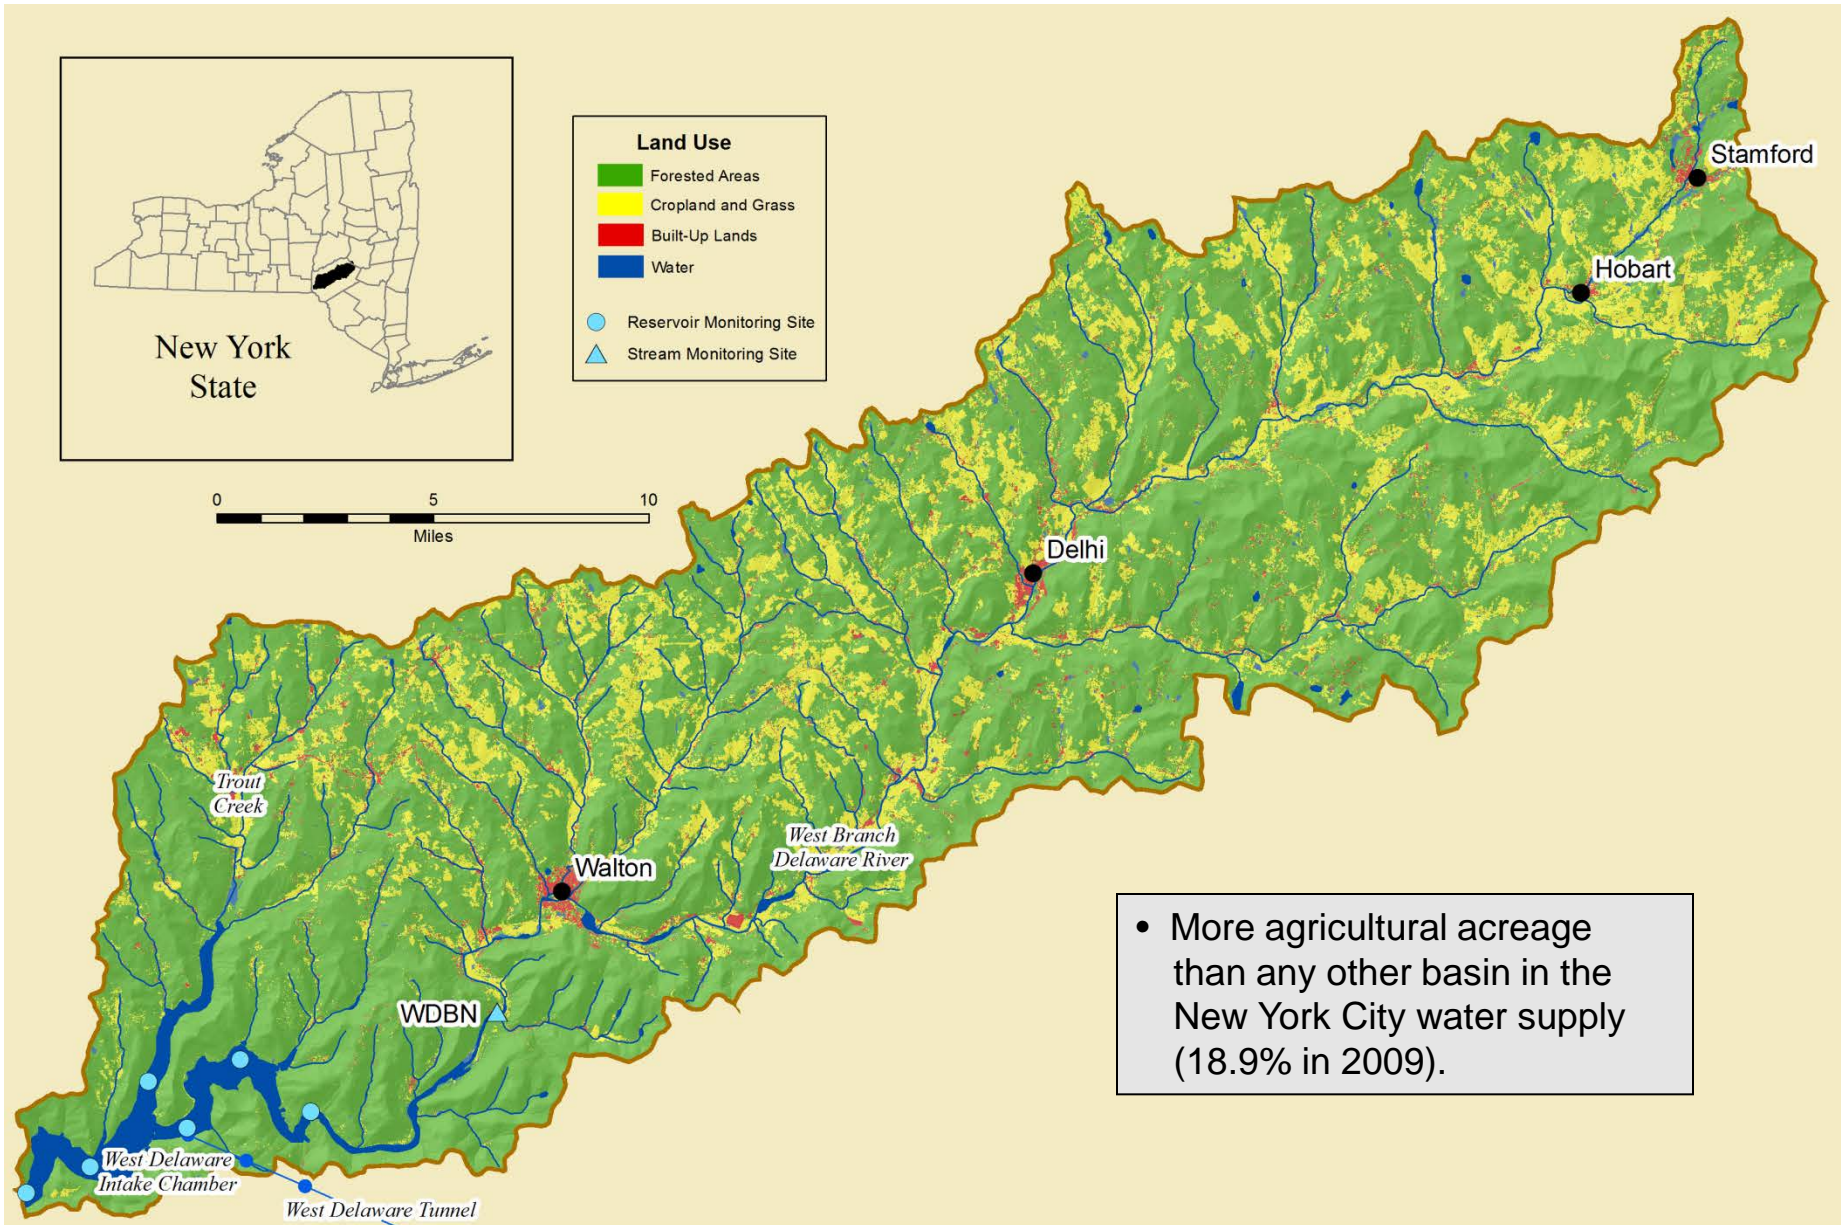 New York
State
Land Use
Forested Areas
Cropland and Grass
Built-Up Lands
Water
Reservoir Monitoring Site
Stream Monitoring Site
0 5 10
Miles
Stamford
Hobart
Delhi
Trout
Creek
Walton
West Branch
Delaware River
WDBN
West Delaware
Intake Chamber
West Delaware Tunnel
• More agricultural acreage
than any other basin in the
New York City water supply
(18.9% in 2009).